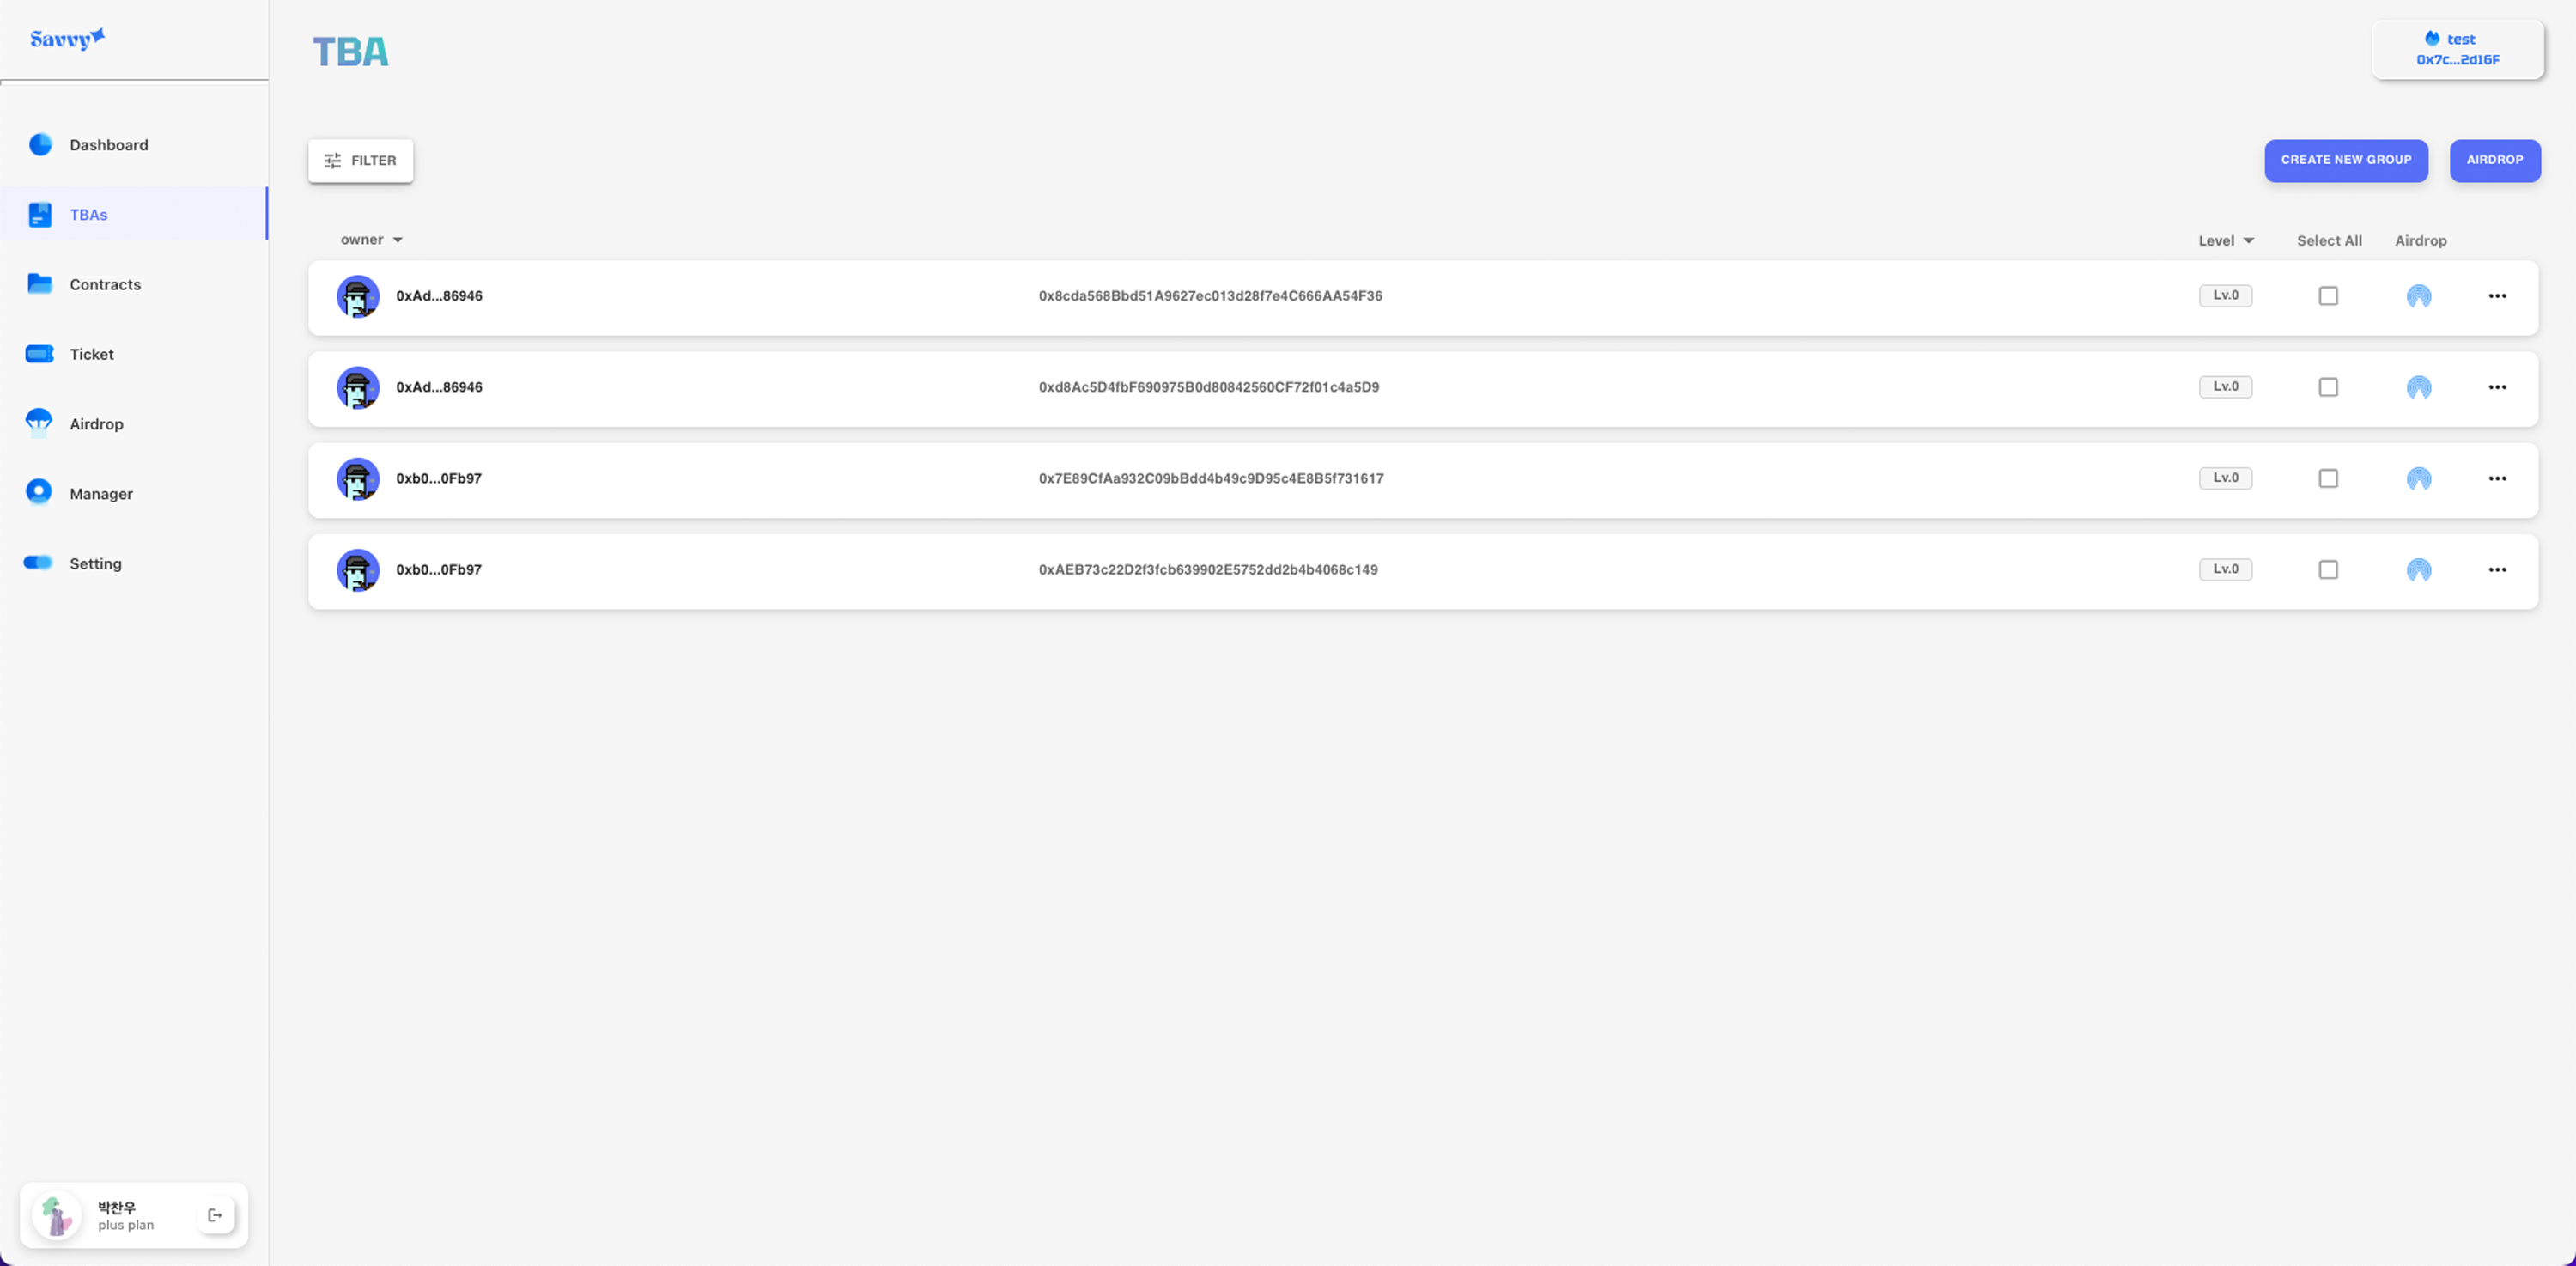 Savvy
TBA
test
0x7c...2d16F
Dashboard
TBAs
Contracts
Ticket
Airdrop
Manager
Setting
FILTER
CREATE NEW GROUP
AIRDROP
owner
Level
Select All
Airdrop
0xAd...86946
0x8cda568Bbd51A9627ec013d28f7e4C666AA54F36
Lv.0
0xAd...86946
0xd8Ac5D4fbF690975B0d80842560CF72f01c4a5D9
Lv.0
0xb0...0Fb97
0x7E89CfAa932C09bBdd4b49c9D95c4E8B5f731617
Lv.0
0xb0...0Fb97
0xAEB73c22D2f3fcb639902E5752dd2b4b4068c149
Lv.0
박찬우
plus plan